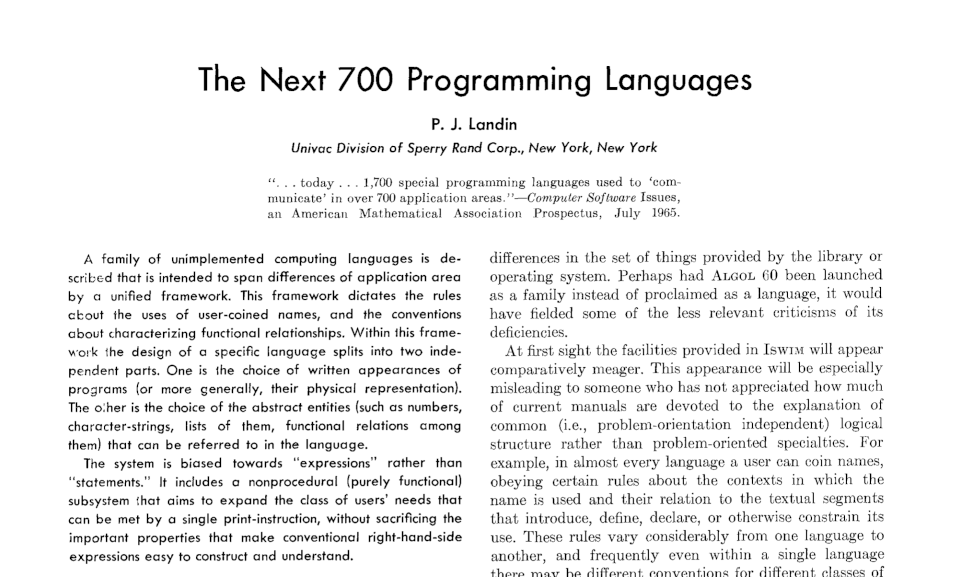 The Next 700 Programming Languages
P. J. Landin
Univac Division of Sperry Rand Corp., New York, New York
“. . . today . . . 1,700 special programming languages used to ‘com-
municate’ in over 700 application areas.”—Computer Software Issues,
an American Mathematical Association Prospectus, July 1965.
A family of unimplemented computing languages is de-
scribed that is intended to span differences of application area
by a unified framework. This framework dictates the rules
about the uses of user-coined names, and the conventions
about characterizing functional relationships. Within this frame-
work the design of a specific language splits into two inde-
pendent parts. One is the choice of written appearances of
programs (or more generally, their physical representation).
The other is the choice of the abstract entities (such as numbers,
character-strings, lists of them, functional relations among
them) that can be referred to in the language.
The system is biased towards “expressions” rather than
“statements.” It includes a nonprocedural (purely functional)
subsystem that aims to expand the class of users’ needs that
can be met by a single print-instruction, without sacrificing the
important properties that make conventional right-hand-side
expressions easy to construct and understand.
differences in the set of things provided by the library or
operating system. Perhaps had ALGOL 60 been launched
as a family instead of proclaimed as a language, it would
have fielded some of the less relevant criticisms of its
deficiencies.
At first sight the facilities provided in ISWIM will appear
comparatively meager. This appearance will be especially
misleading to someone who has not appreciated how much
of current manuals are devoted to the explanation of
common (i.e., problem-orientation independent) logical
structure rather than problem-oriented specialties. For
example, in almost every language a user can coin names,
obeying certain rules about the contexts in which the
name is used and their relation to the textual segments
that introduce, define, declare, or otherwise constrain its
use. These rules vary considerably from one language to
another, and frequently even within a single language
there may be different conventions for different classes of